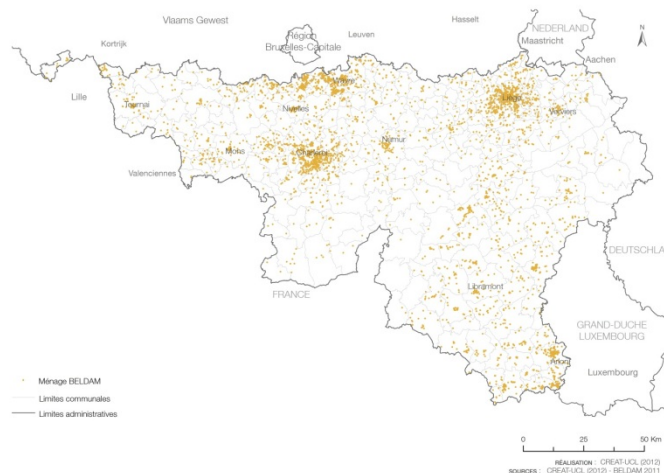 Vlaams Gewest
Hasselt
Kortrijk
Région
Bruxelles-Capitale
Leuven
NEDERLAND
Maastricht
N
Aachen
Lille
Tournai
Nivelles
Wavre
Liège
Verviers
Mons
Charleroi
Namur
Valenciennes
DEUTSCHLA
FRANCE
Libramont
GRAND-DUCHE
LUXEMBOURG
Arlon
Luxembourg
Ménage BELDAM
Limites communales
Limites administratives
0 25 50 Km
RÉALISATION : CREAT-UCL (2012)
SOURCES : CREAT-UCL (2012) - BELDAM 2011